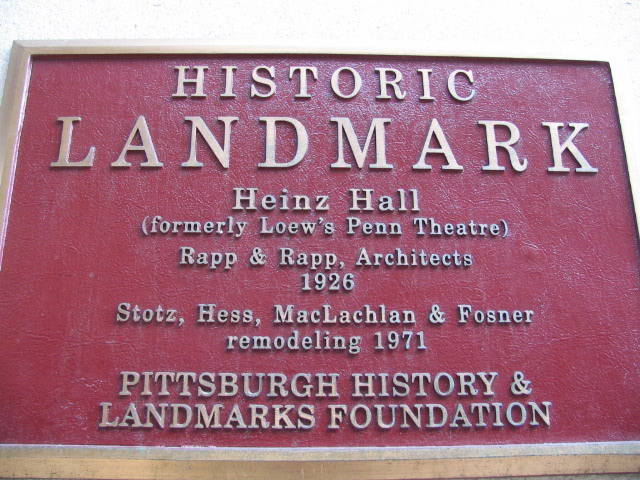 HISTORIC
LANDMARK
Heinz Hall
(formerly Loew's Penn Theatre)
Rapp & Rapp, Architects
1926
Stotz, Hess, MacLachlan & Fosner
remodeling 1971
PITTSBURGH HISTORY &
LANDMARKS FOUNDATION